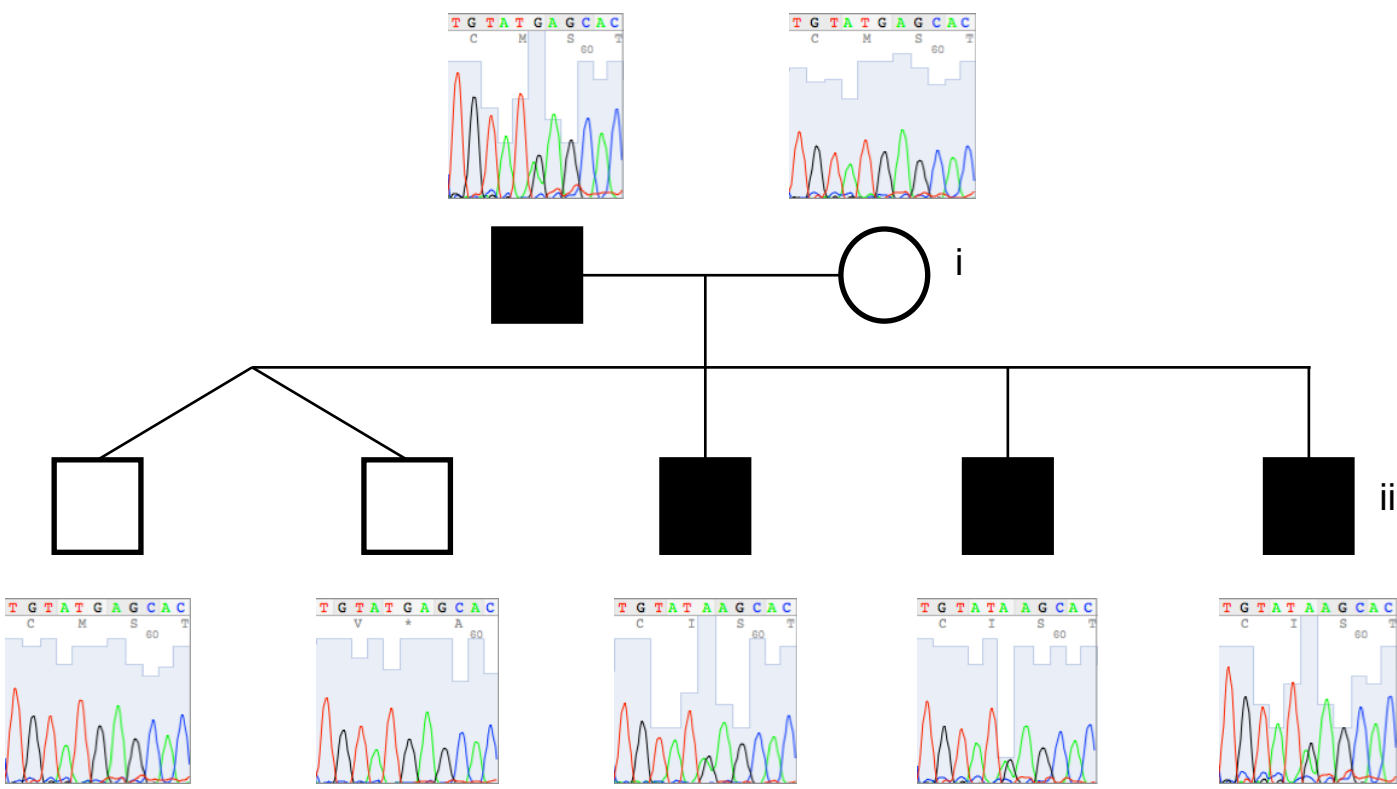 TGTATGAGCAC
C M S T
60
TGTATGAGCAC
C M S T
60
i
ii
TGTATGAGCAC
C M S T
60
TGTATGAGCAC
V * A
60
TGTATAAGCAC
C I S T
60
TGTATAAGCAC
C I S T
60
TGTATAAGCAC
C I S T
60